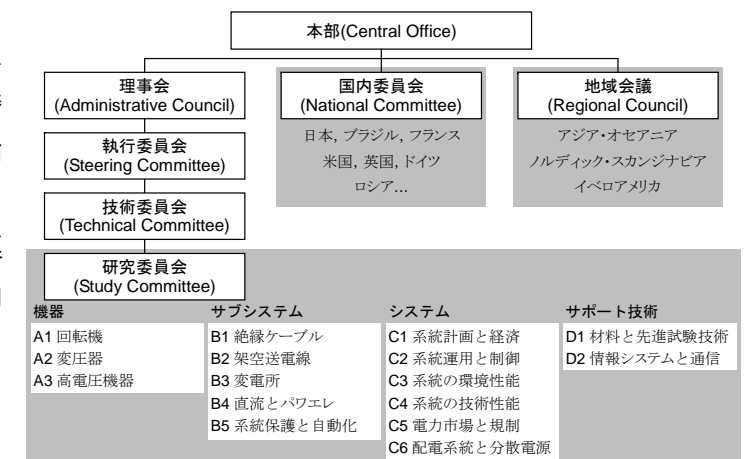 本部(Central Office)
理事会
(Administrative Council)
国内委員会
(National Committee)
地域会議
(Regional Council)
日本, ブラジル, フランス
米国, 英国, ドイツ
ロシア...
アジア・オセアニア
ノルディック・スカンジナビア
イベロアメリカ
執行委員会
(Steering Committee)
技術委員会
(Technical Committee)
研究委員会
(Study Committee)
機器
A1 回転機
A2 変圧器
A3 高電圧機器
サブシステム
B1 絶縁ケーブル
B2 架空送電線
B3 変電所
B4 直流とパワエレ
B5 系統保護と自動化
システム
C1 系統計画と経済
C2 系統運用と制御
C3 系統の環境性能
C4 系統の技術性能
C5 電力市場と規制
C6 配電系統と分散電源
サポート技術
D1 材料と先進試験技術
D2 情報システムと通信